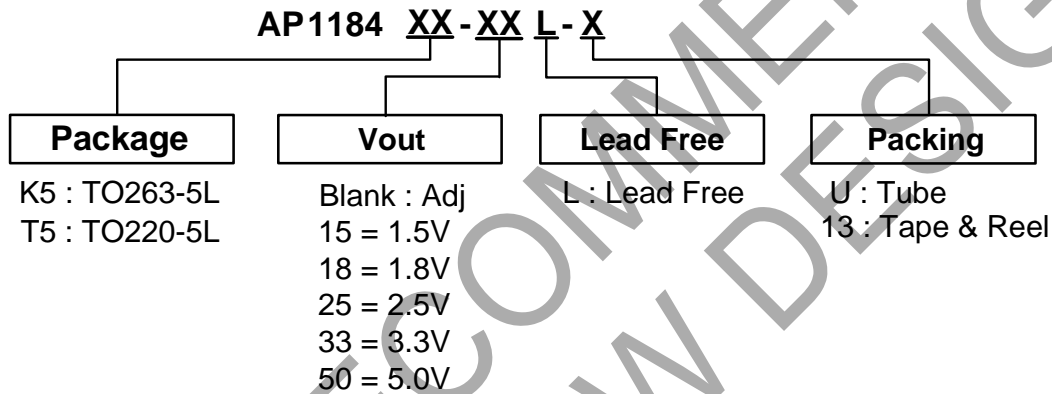 AP1184 XX - XX L - X
Package Vout Lead Free Packing
K5 : TO263-5L
T5 : TO220-5L
Blank : Adj
15 = 1.5V
18 = 1.8V
25 = 2.5V
33 = 3.3V
50 = 5.0V
L : Lead Free
U : Tube
13 : Tape & Reel